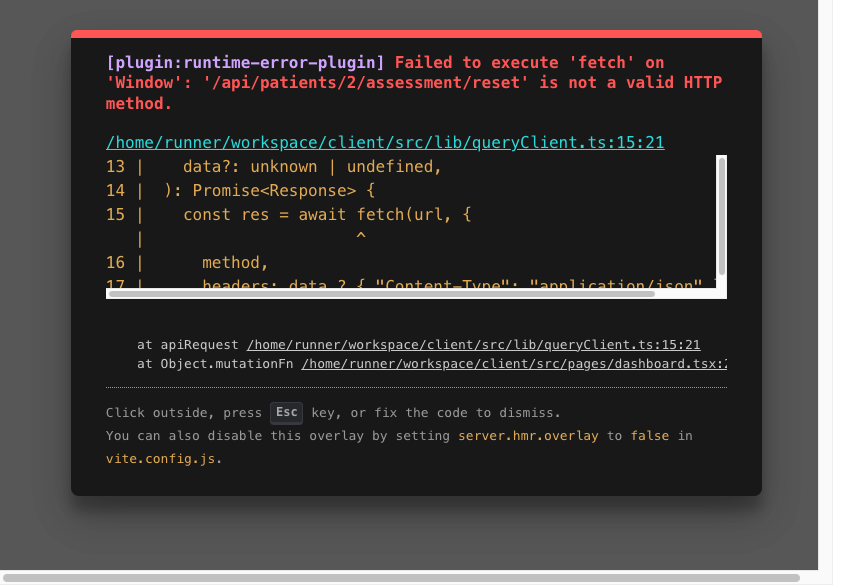 [plugin:runtime-error-plugin] Failed to execute 'fetch' on
'Window': '/api/patients/2/assessment/reset' is not a valid HTTP
method.
/home/runner/workspace/client/src/lib/queryClient.ts:15:21
13 |    data?: unknown | undefined,
14 |  ): Promise<Response> {
15 |    const res = await fetch(url, {
   |                      ^
16 |      method,
17 |      headers: data ? { "Content-Type": "application/json" }
at apiRequest /home/runner/workspace/client/src/lib/queryClient.ts:15:21
at Object.mutationFn /home/runner/workspace/client/src/pages/dashboard.tsx:
Click outside, press Esc key, or fix the code to dismiss.
You can also disable this overlay by setting server.hmr.overlay to false in
vite.config.js.